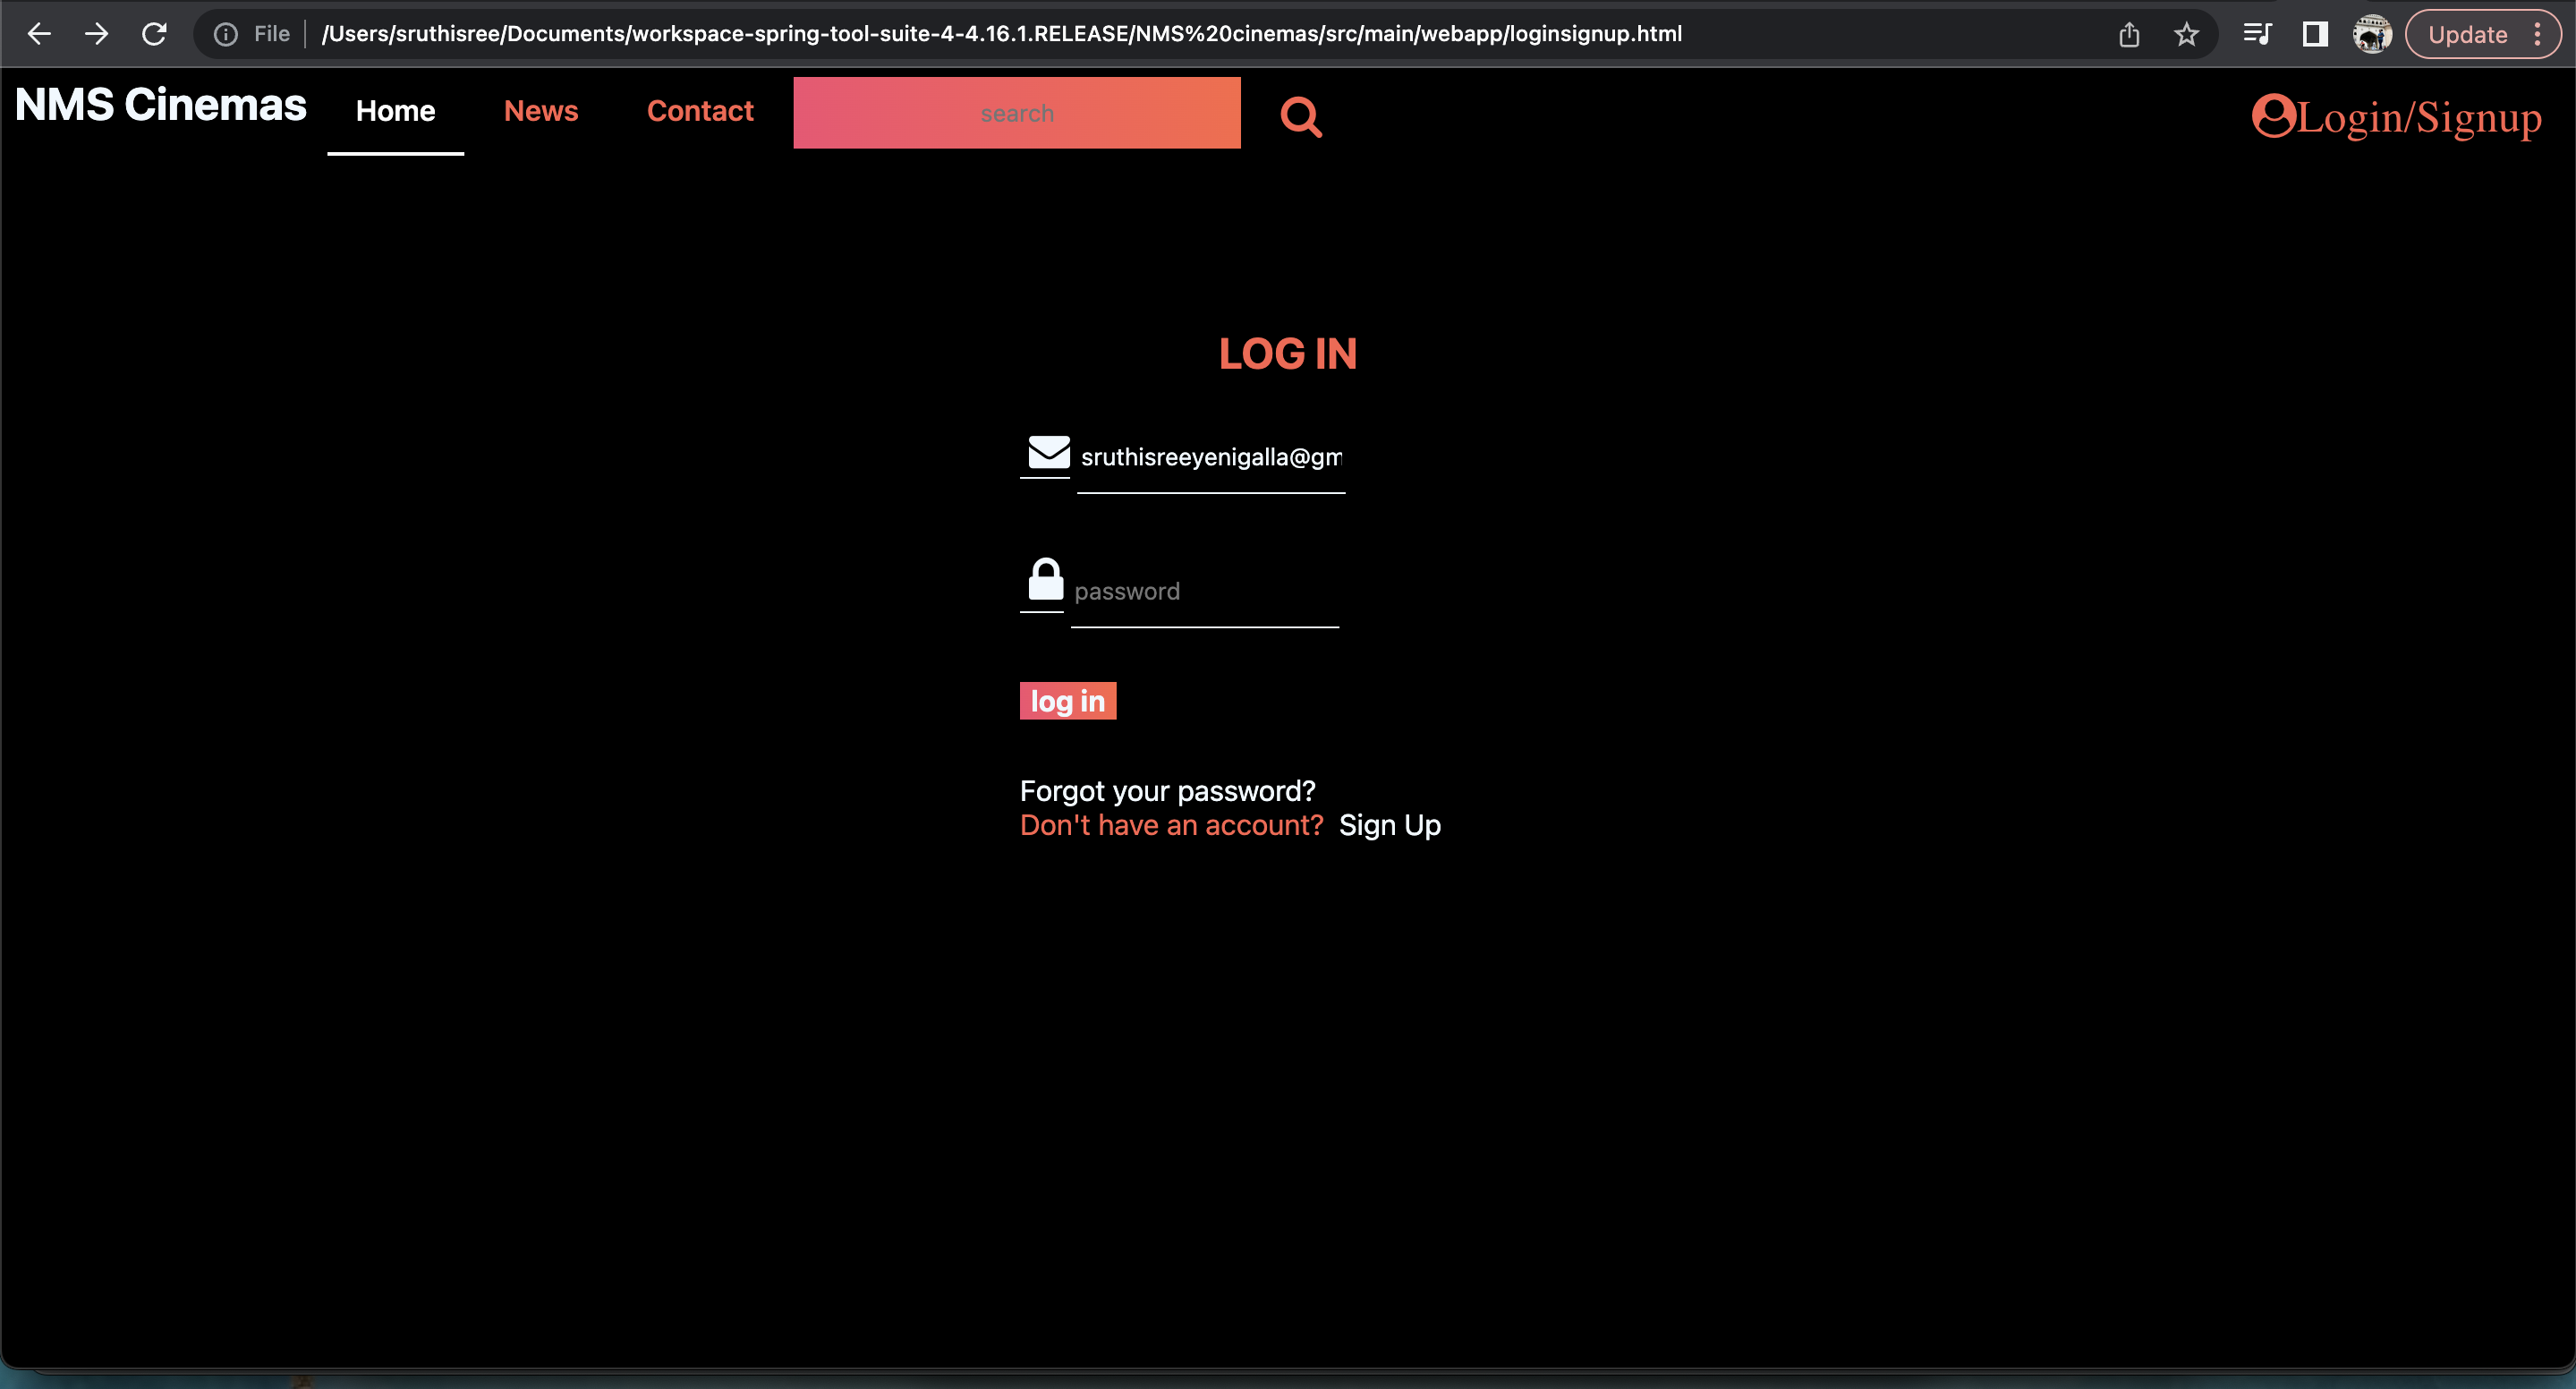 File /Users/sruthisree/Documents/workspace-spring-tool-suite-4-4.16.1.RELEASE/NMS%20cinemas/src/main/webapp/loginsignup.html Update
NMS Cinemas Home News Contact search Login/Signup
LOG IN
sruthisreeyenigalla@gm
password
log in
Forgot your password?
Don't have an account? Sign Up